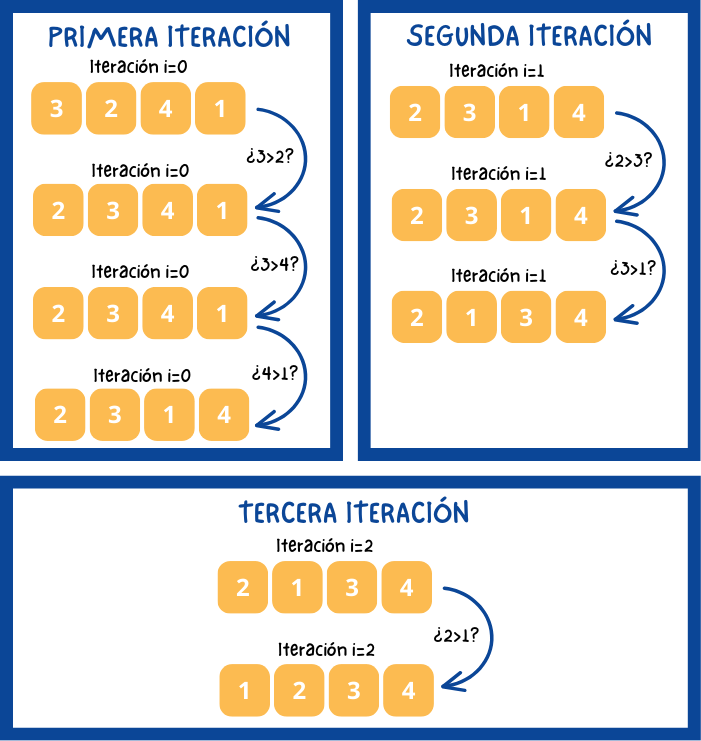 PRIMERA ITERACIÓN
Iteración i=0
3 2 4 1
¿3>2?
Iteración i=0
2 3 4 1
¿3>4?
Iteración i=0
2 3 4 1
¿4>1?
Iteración i=0
2 3 1 4
SEGUNDA ITERACIÓN
Iteración i=1
2 3 1 4
¿2>3?
Iteración i=1
2 3 1 4
¿3>1?
Iteración i=1
2 1 3 4
TERCERA ITERACIÓN
Iteración i=2
2 1 3 4
¿2>1?
Iteración i=2
1 2 3 4